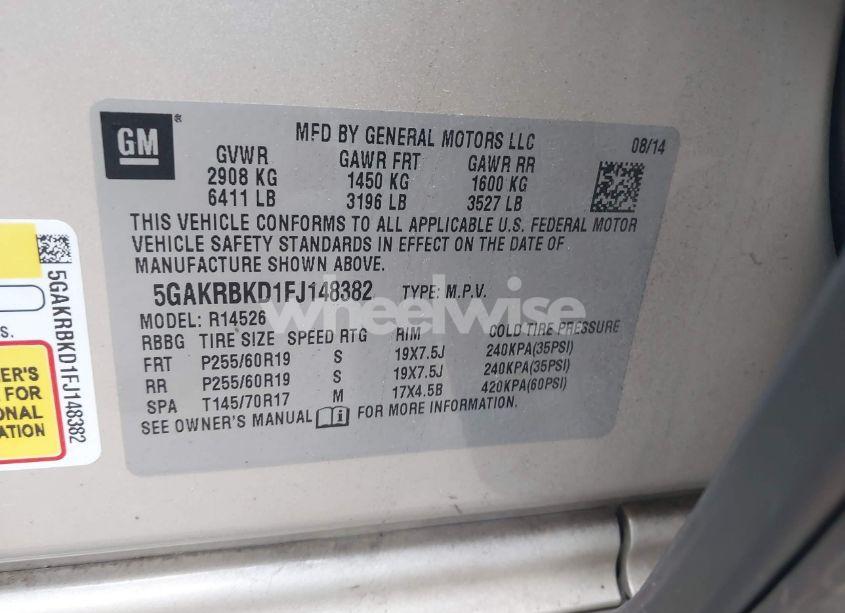 GM
MFD BY GENERAL MOTORS LLC 08/14
GVWR GAWR FRT GAWR RR
2908 KG 1450 KG 1600 KG
6411 LB 3196 LB 3527 LB
THIS VEHICLE CONFORMS TO ALL APPLICABLE U.S. FEDERAL MOTOR
VEHICLE SAFETY STANDARDS IN EFFECT ON THE DATE OF
MANUFACTURE SHOWN ABOVE.
5GAKRBKD1FJ148382 TYPE: M.P.V.
MODEL: R14526
RBBG TIRE SIZE SPEED RTG RIM COLD TIRE PRESSURE
FRT P255/60R19 S 19X7.5J 240KPA(35PSI)
RR P255/60R19 S 19X7.5J 240KPA(35PSI)
SPA T145/70R17 M 17X4.5B 420KPA(60PSI)
SEE OWNER'S MANUAL FOR MORE INFORMATION.
wheelwise
5GAKRBKD1FJ148382
S.
ER'S
FOR
ONAL
ATION